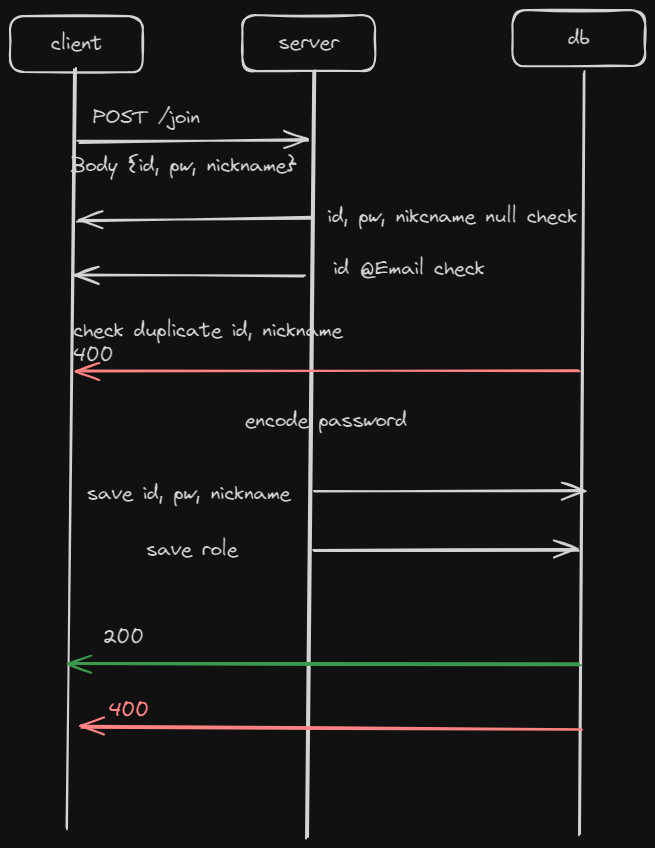 client
server
db
POST /join
Body {id, pw, nickname}
id, pw, nikcname null check
id @Email check
check duplicate id, nickname
400
encode password
save id, pw, nickname
save role
200
400